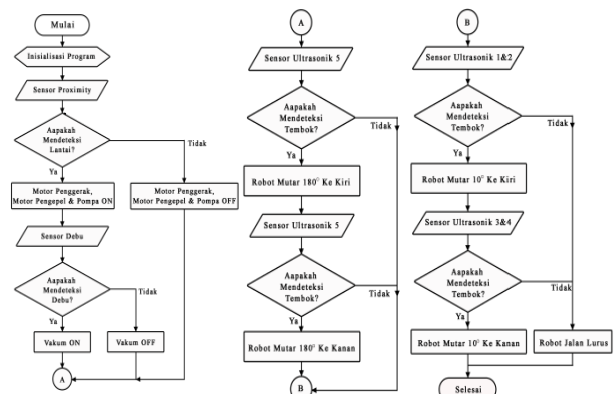 Mulai
Inisialisasi Program
Sensor Proximity
Aapakah
Mendeteksi
Lantai?
Tidak
Ya
Motor Penggerak,
Motor Pengepel & Pompa ON
Motor Penggerak,
Motor Pengepel & Pompa OFF
Sensor Debu
Aapakah
Mendeteksi
Debu?
Tidak
Ya
Vakum ON
Vakum OFF
A
A
Sensor Ultrasonik 5
Aapakah
Mendeteksi
Tembok?
Tidak
Ya
Robot Mutar 180° Ke Kiri
Sensor Ultrasonik 5
Aapakah
Mendeteksi
Tembok?
Tidak
Ya
Robot Mutar 180° Ke Kanan
B
B
Sensor Ultrasonik 1&2
Aapakah
Mendeteksi
Tembok?
Tidak
Ya
Robot Mutar 10° Ke Kiiri
Sensor Ultrasonik 3&4
Aapakah
Mendeteksi
Tembok?
Tidak
Ya
Robot Mutar 10° Ke Kanan
Robot Jalan Lurus
Selesai